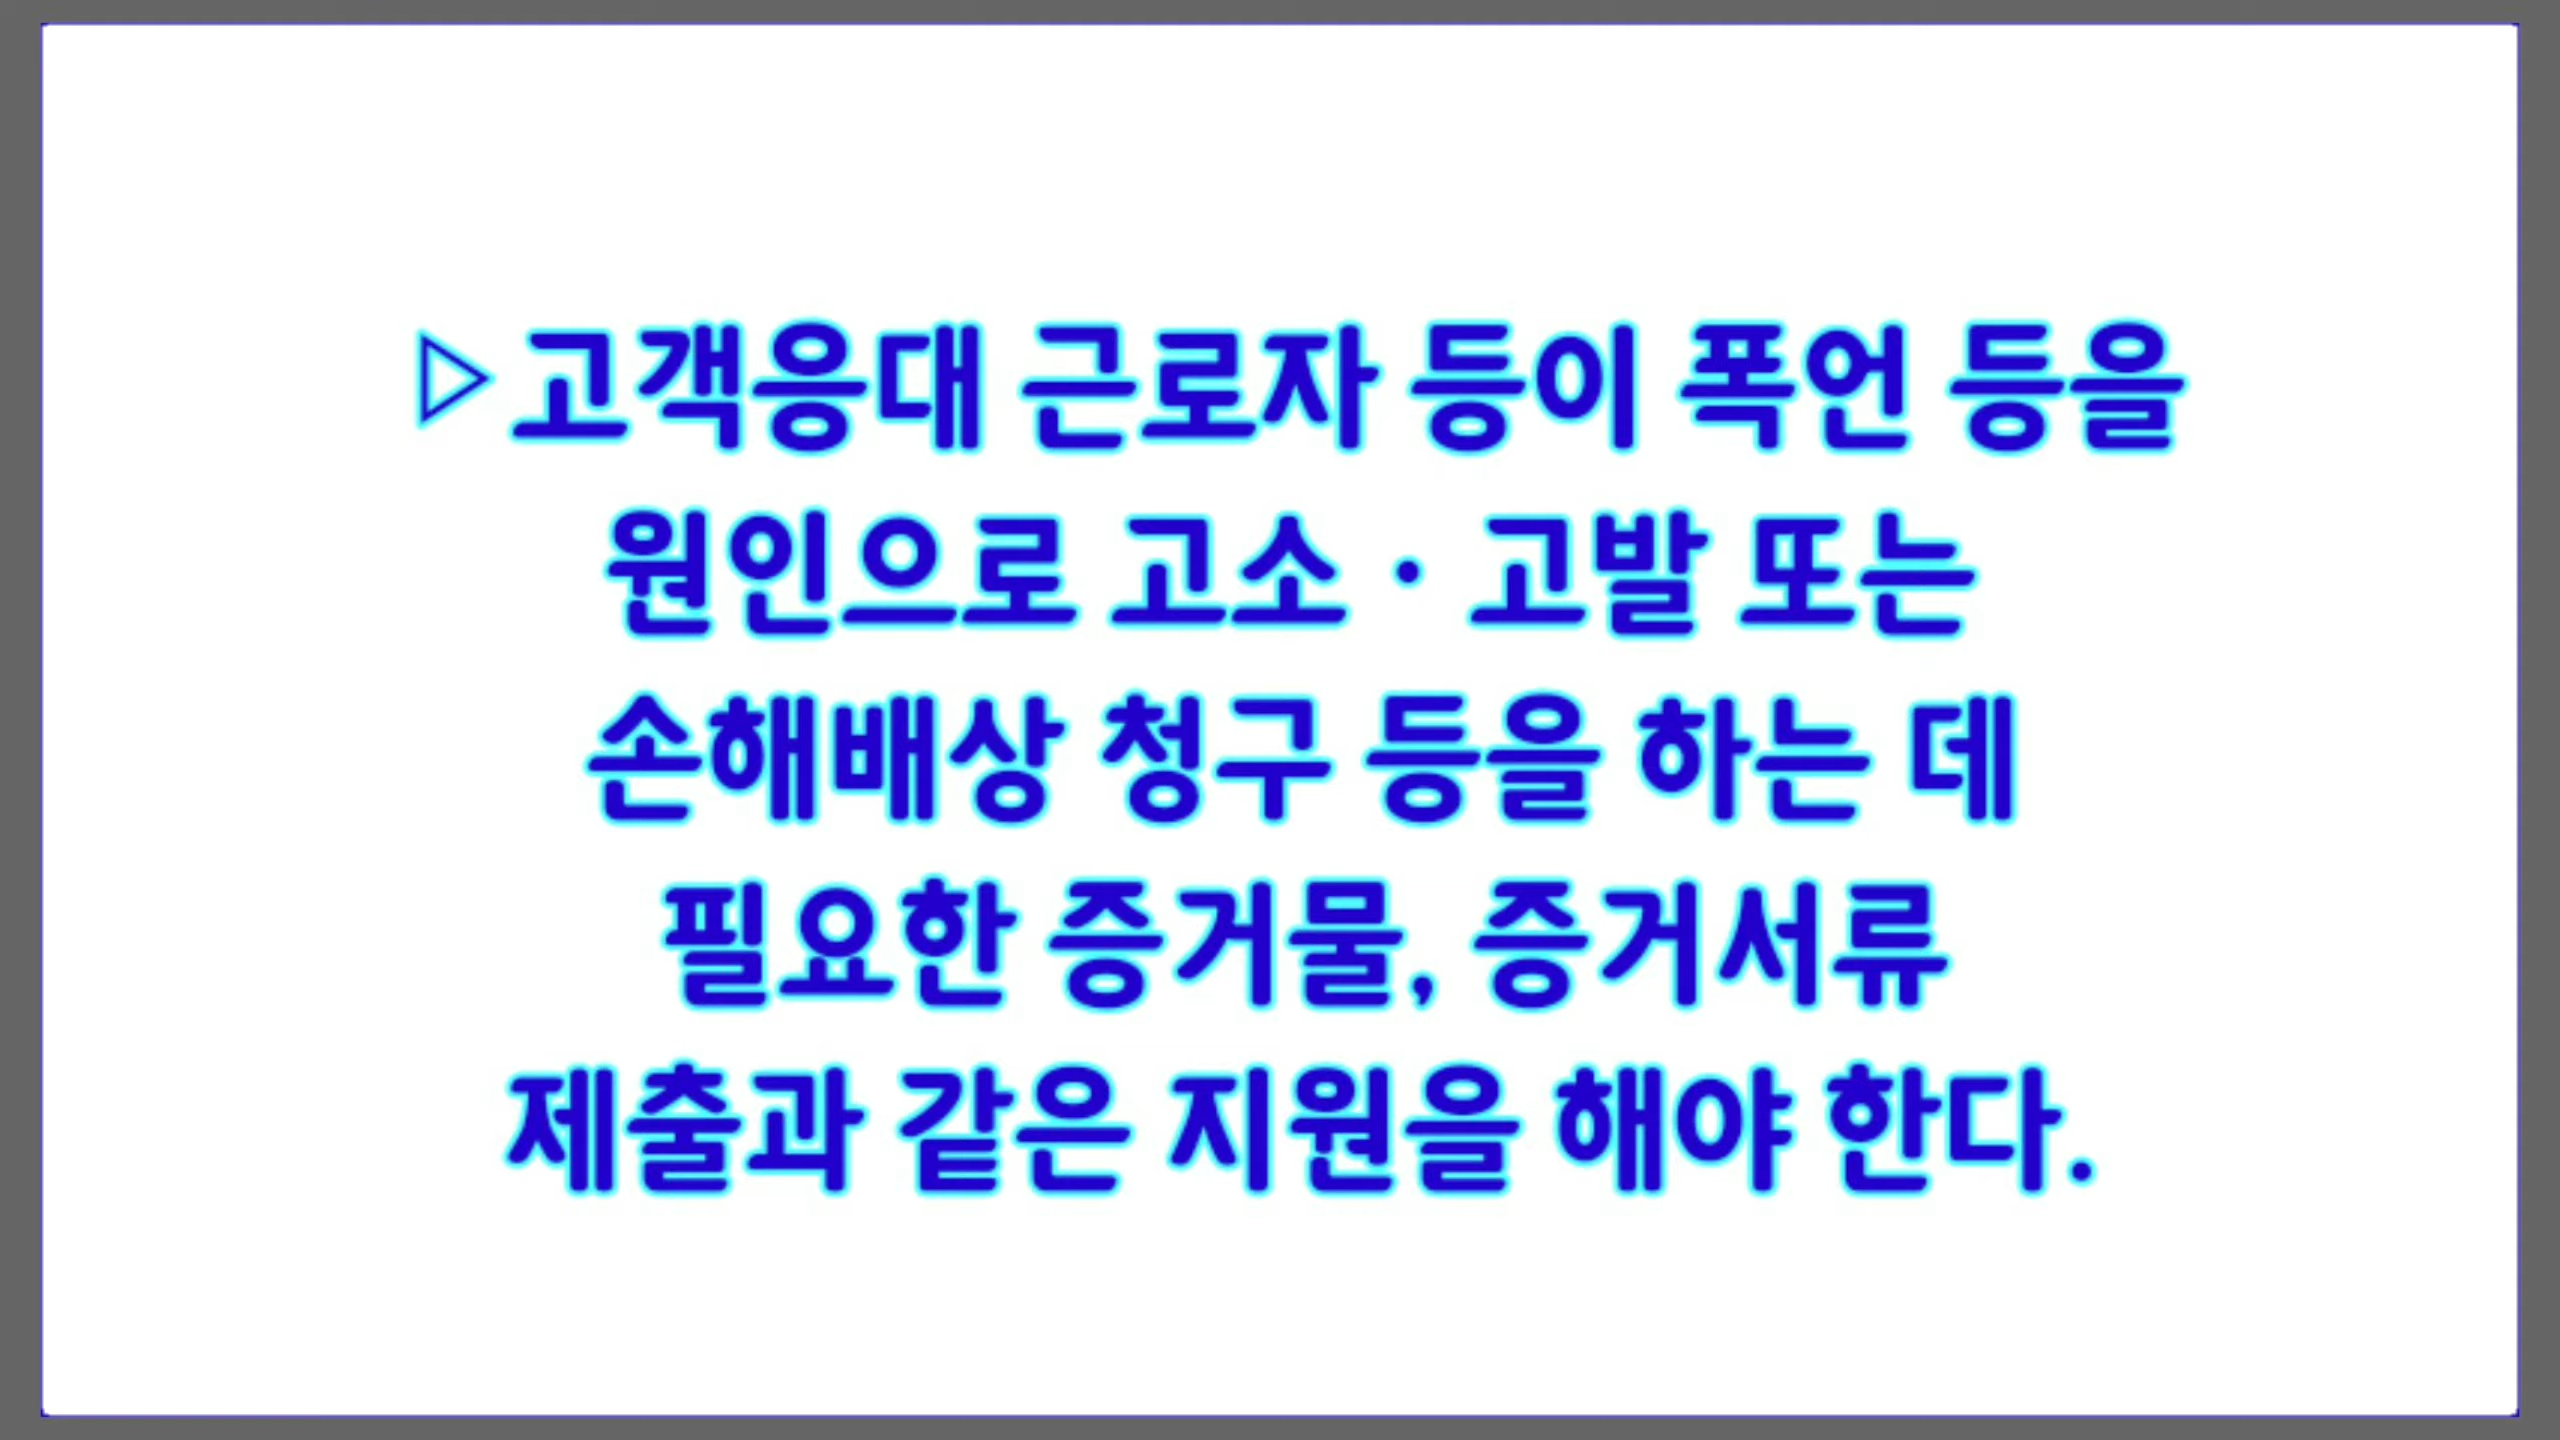 ▷고객응대 근로자 등이 폭언 등을
원인으로 고소 · 고발 또는
손해배상 청구 등을 하는 데
필요한 증거물, 증거서류
제출과 같은 지원을 해야 한다.